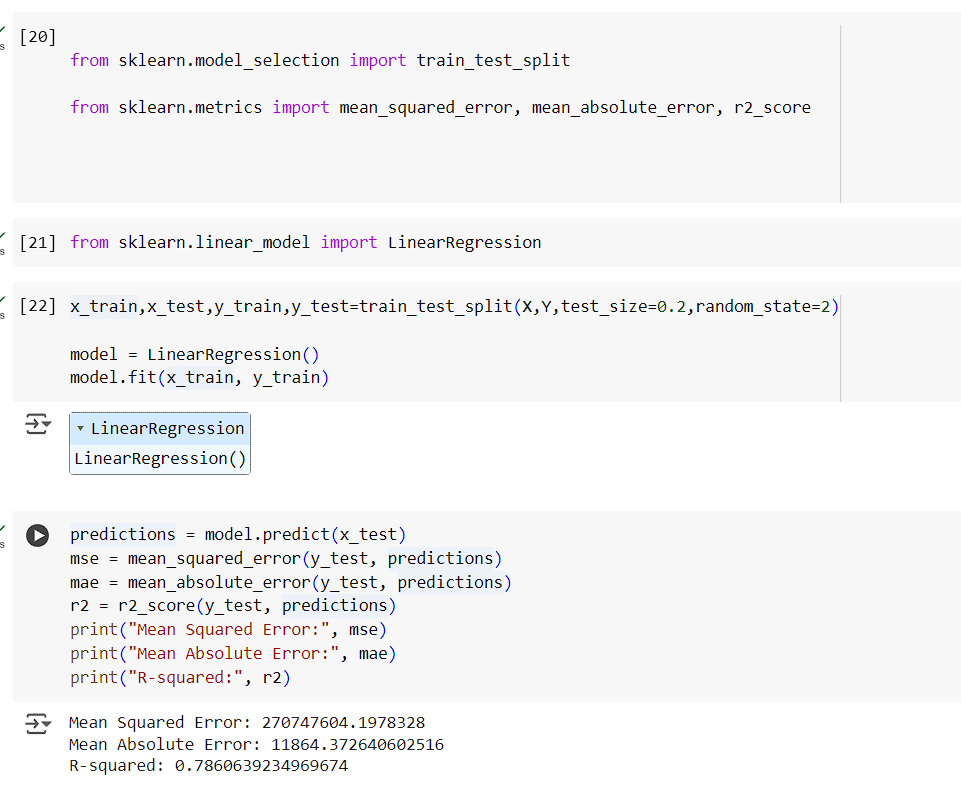 [20]
from sklearn.model_selection import train_test_split
from sklearn.metrics import mean_squared_error, mean_absolute_error, r2_score
[21] from sklearn.linear_model import LinearRegression
[22] x_train,x_test,y_train,y_test=train_test_split(X,Y,test_size=0.2,random_state=2)
model = LinearRegression()
model.fit(x_train, y_train)
LinearRegression
LinearRegression()
predictions = model.predict(x_test)
mse = mean_squared_error(y_test, predictions)
mae = mean_absolute_error(y_test, predictions)
r2 = r2_score(y_test, predictions)
print("Mean Squared Error:", mse)
print("Mean Absolute Error:", mae)
print("R-squared:", r2)
Mean Squared Error: 270747604.1978328
Mean Absolute Error: 11864.372640602516
R-squared: 0.7860639234969674